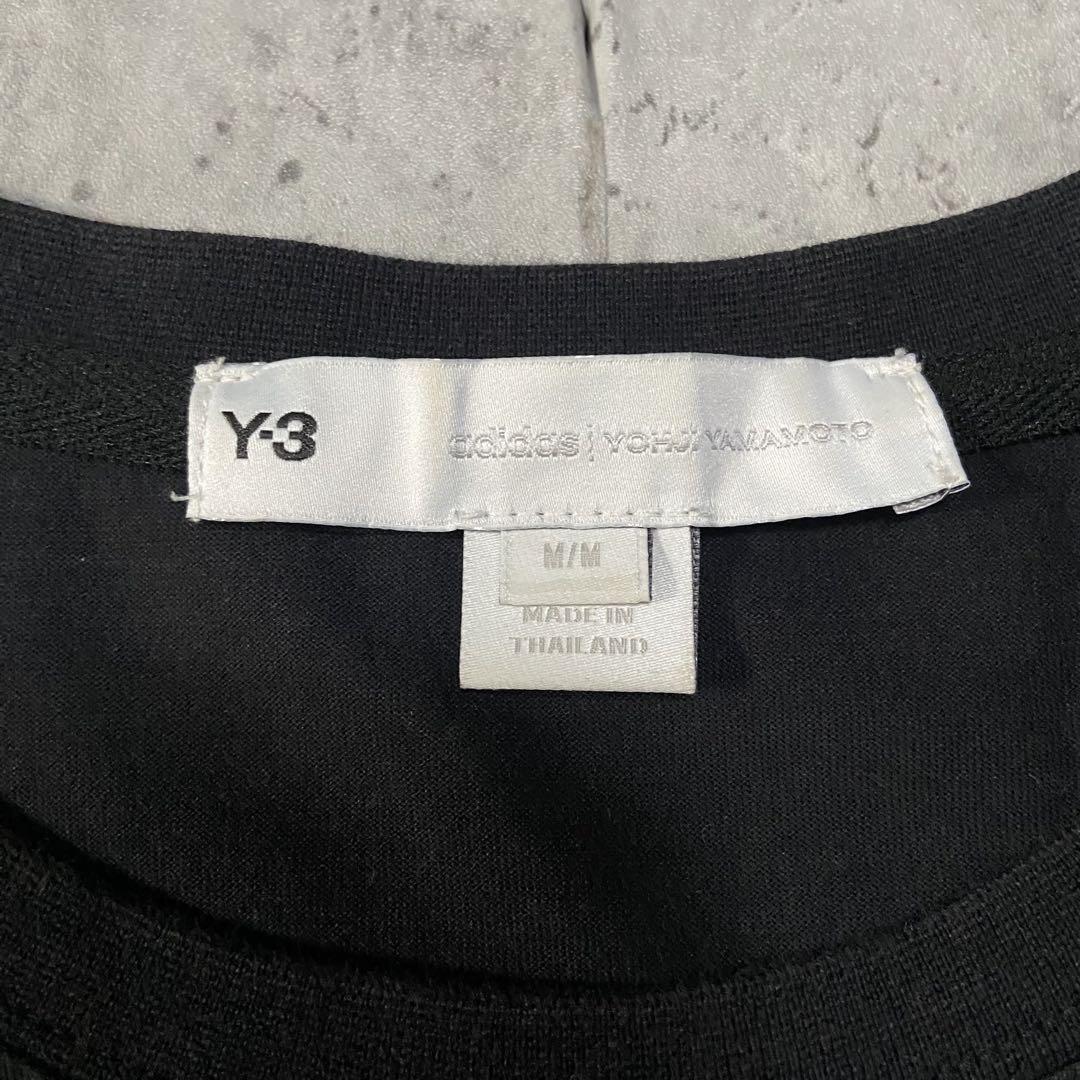 Y-3 adidas | YOHJI YAMAMOTO
M/M
MADE IN
THAILAND